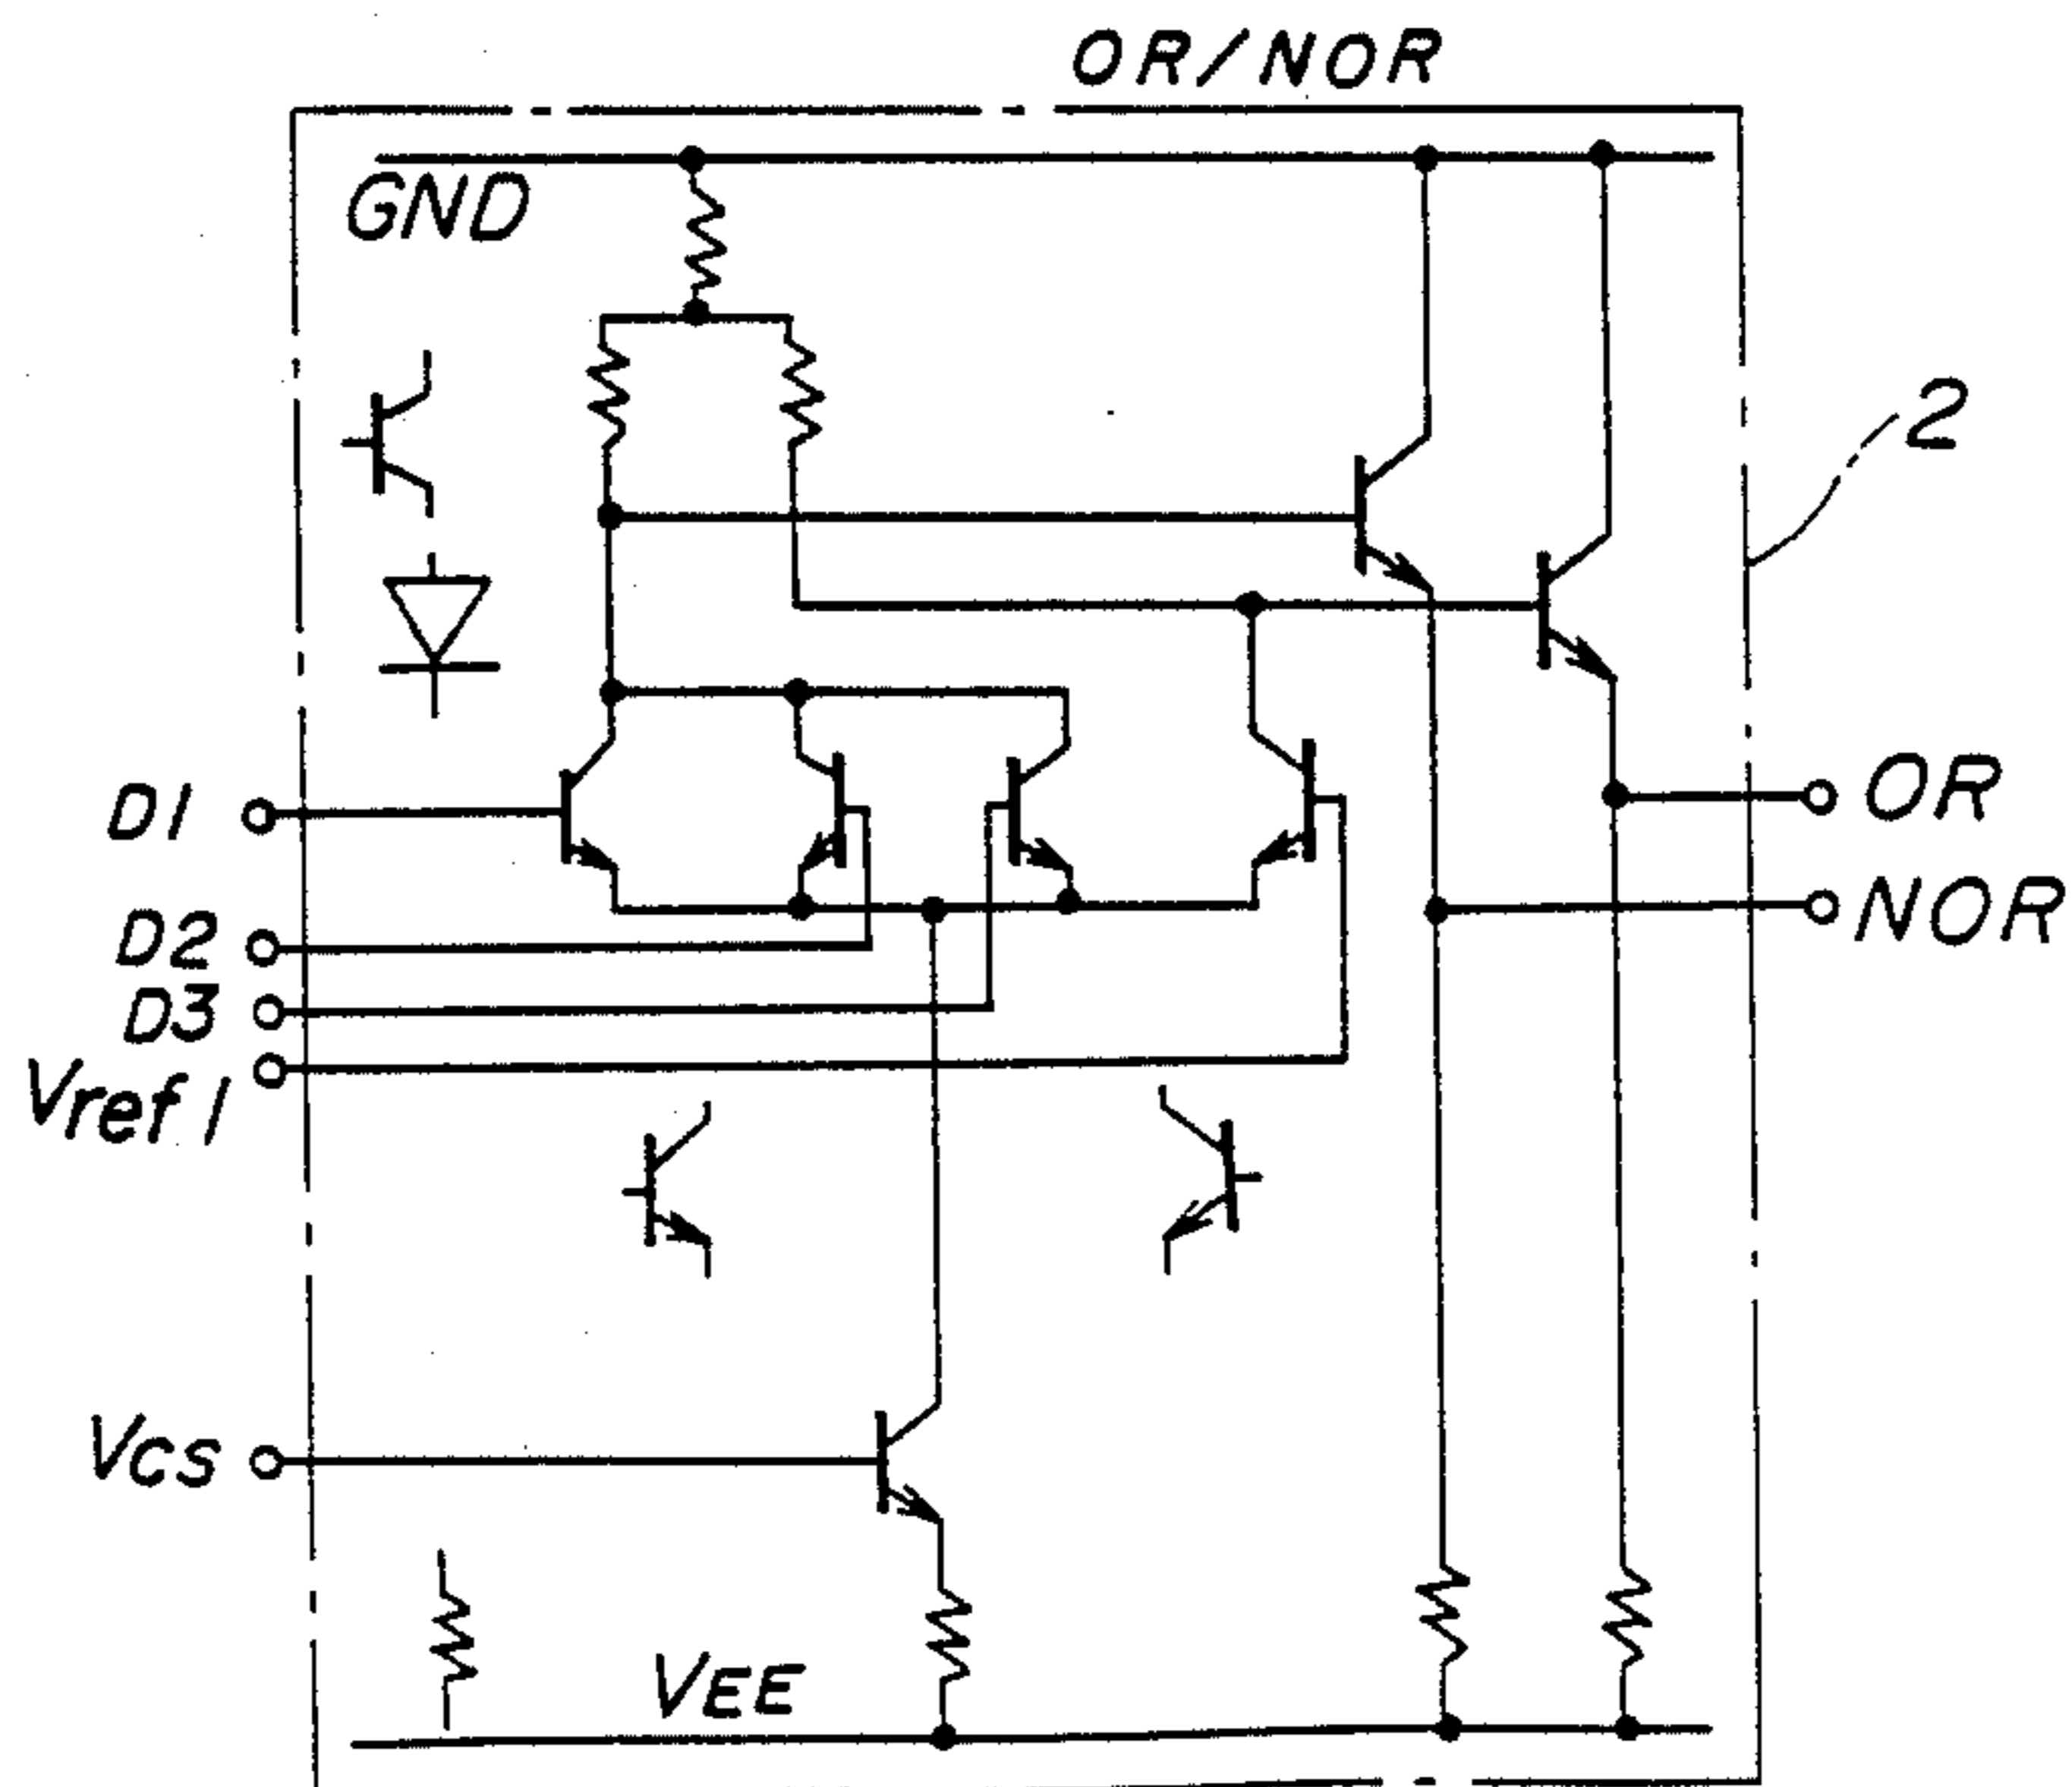 OR/NOR
GND
2
D1
OR
D2
NOR
D3
Vref1
VCS
VEE